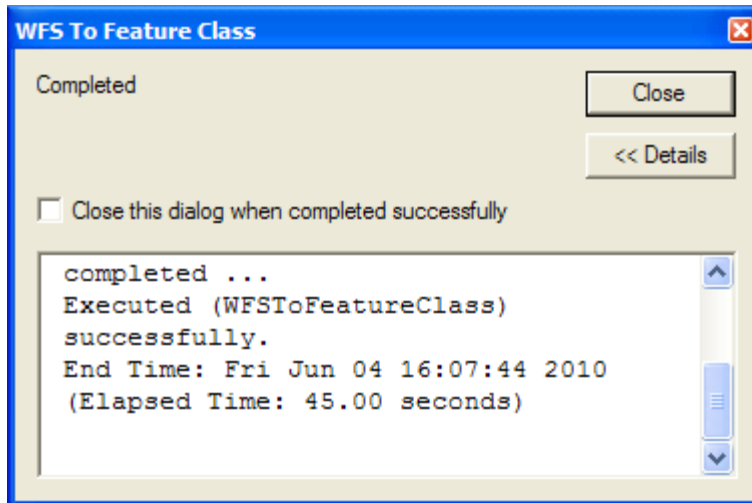 WFS To Feature Class
Completed
Close
<< Details
Close this dialog when completed successfully
completed ...
Executed (WFSToFeatureClass)
successfully.
End Time: Fri Jun 04 16:07:44 2010
(Elapsed Time: 45.00 seconds)